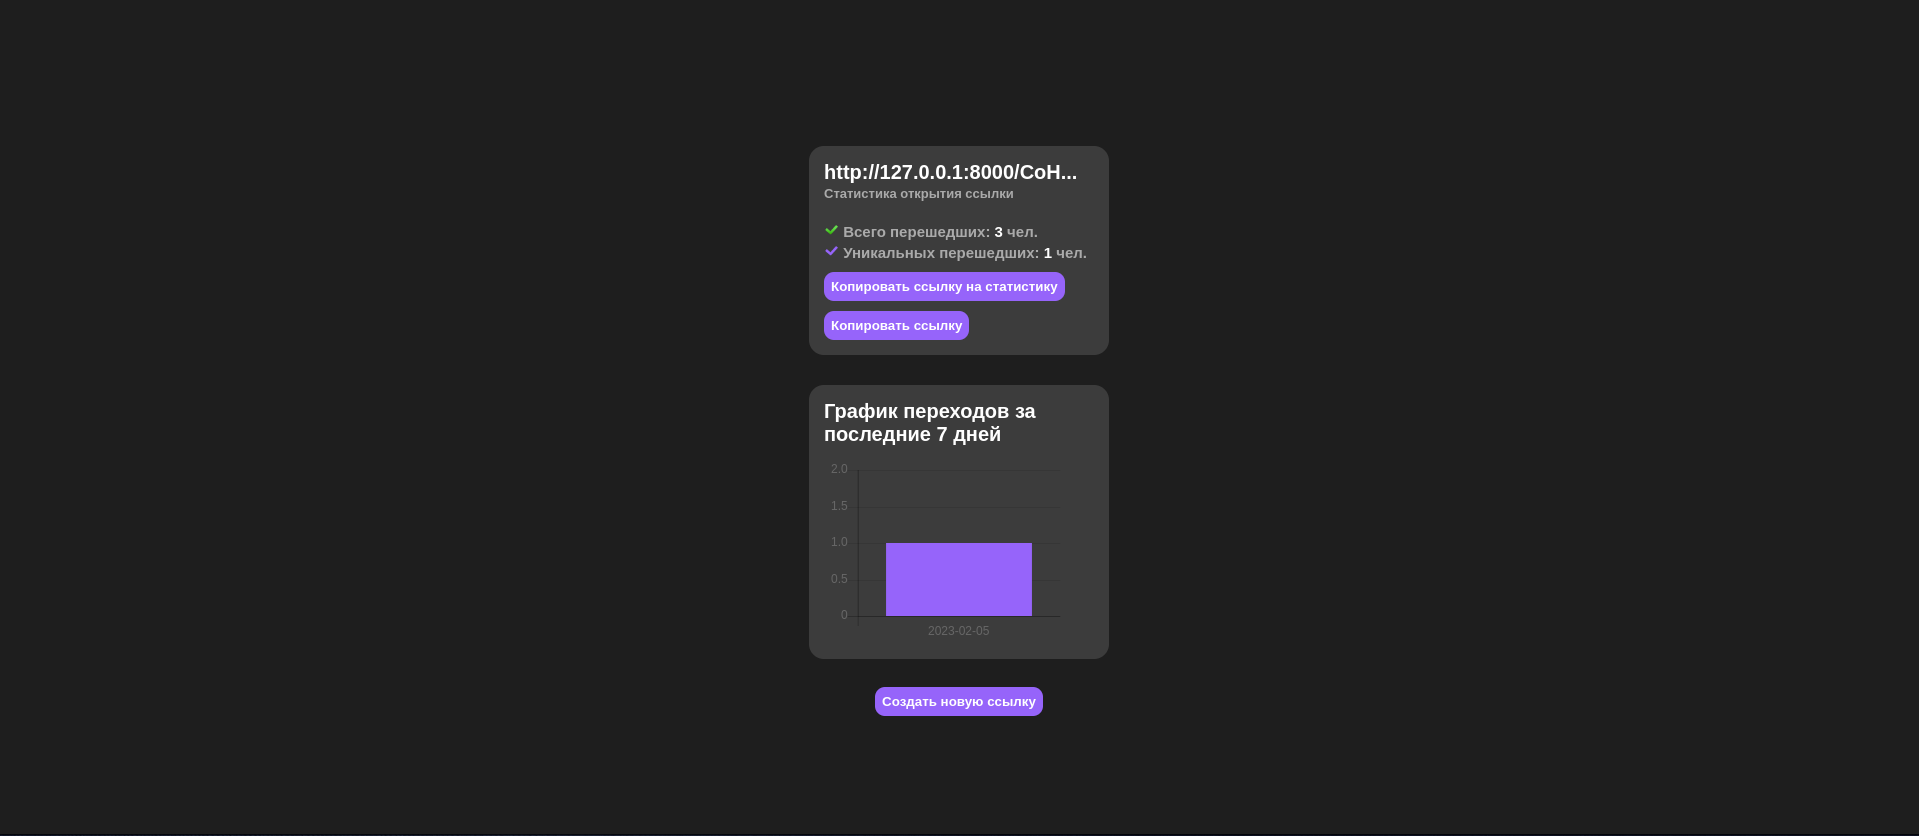 http://127.0.0.1:8000/CoH...
Статистика открытия ссылки
Всего перешедших: 3 чел.
Уникальных перешедших: 1 чел.
Копировать ссылку на статистику
Копировать ссылку
График переходов за
последние 7 дней
2.0
1.5
1.0
0.5
0
2023-02-05
Создать новую ссылку